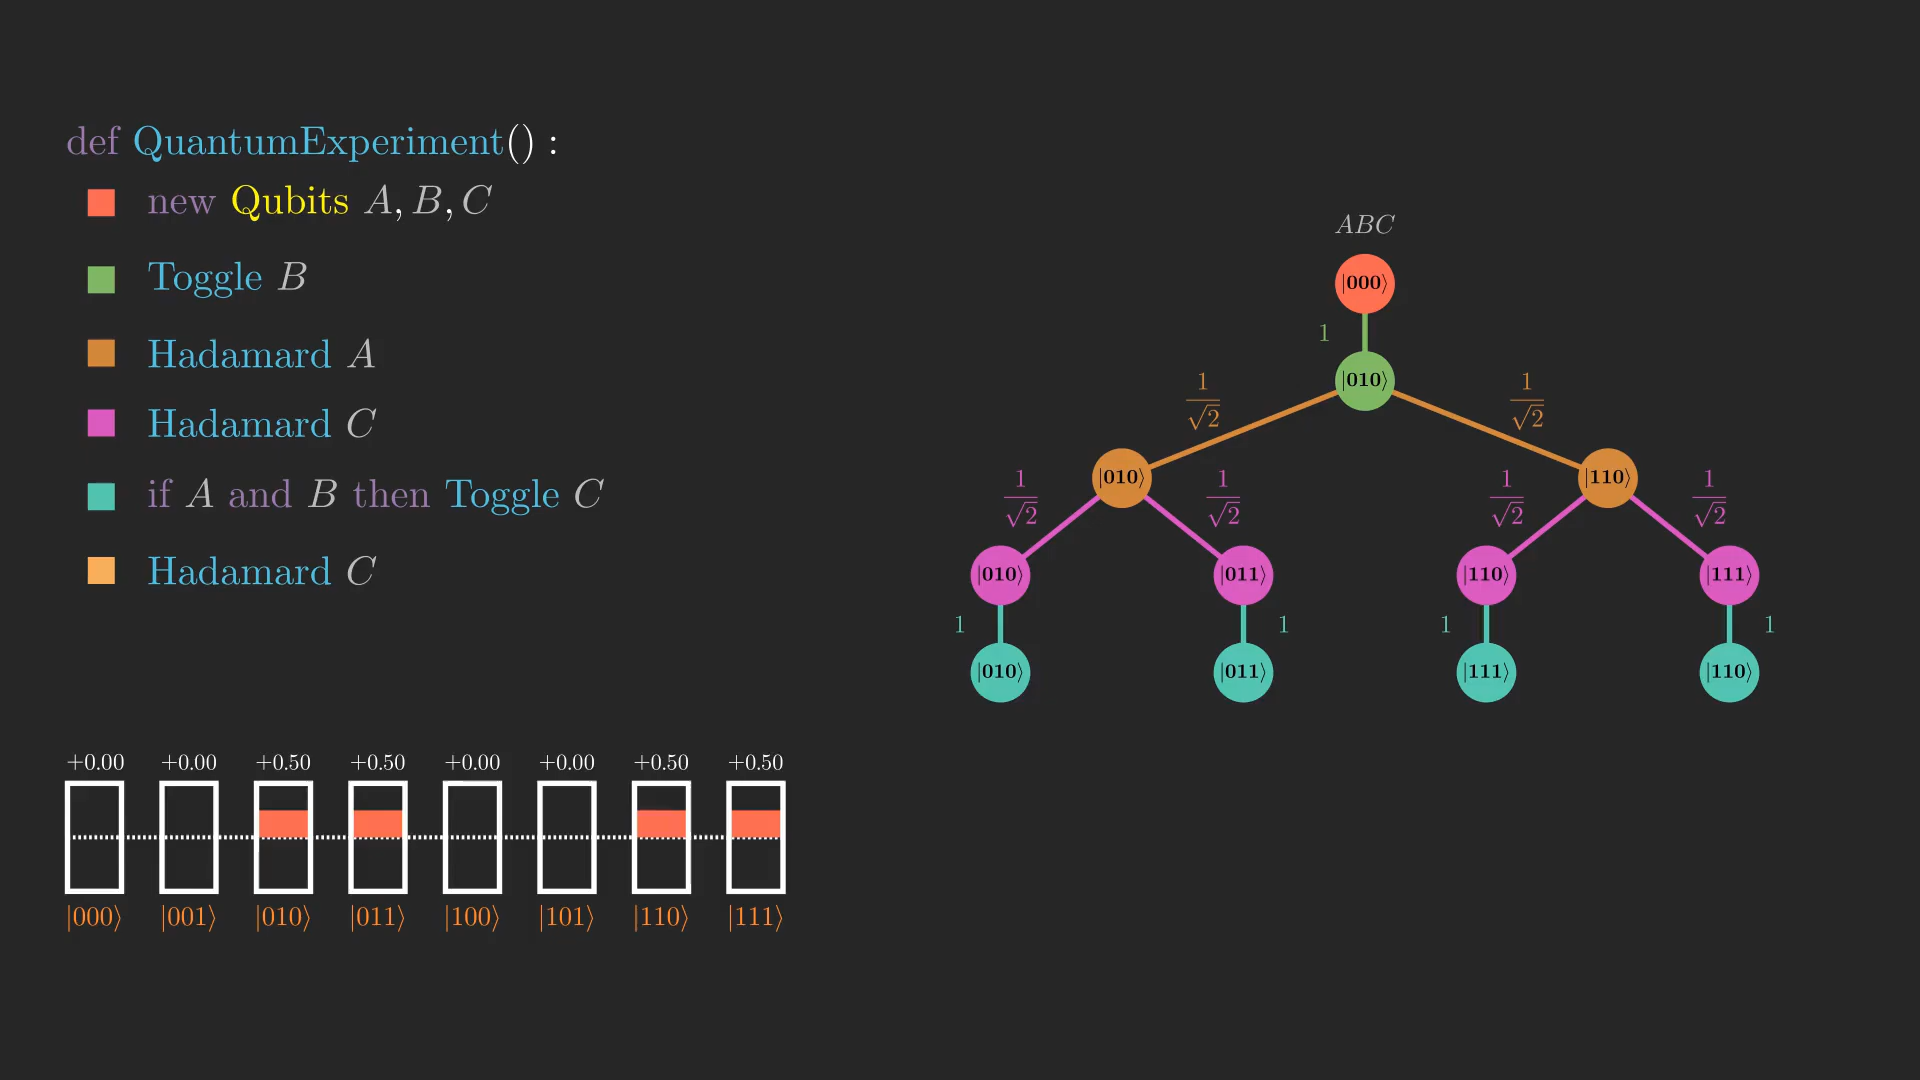 def QuantumExperiment() :
new Qubits A, B, C
Toggle B
Hadamard A
Hadamard C
if A and B then Toggle C
Hadamard C
ABC
|000⟩
1
|010⟩
1/√2 1/√2
|010⟩ |110⟩
1/√2 1/√2 1/√2 1/√2
|010⟩ |011⟩ |110⟩ |111⟩
1 1 1 1
|010⟩ |011⟩ |111⟩ |110⟩
+0.00 +0.00 +0.50 +0.50 +0.00 +0.00 +0.50 +0.50
|000⟩ |001⟩ |010⟩ |011⟩ |100⟩ |101⟩ |110⟩ |111⟩